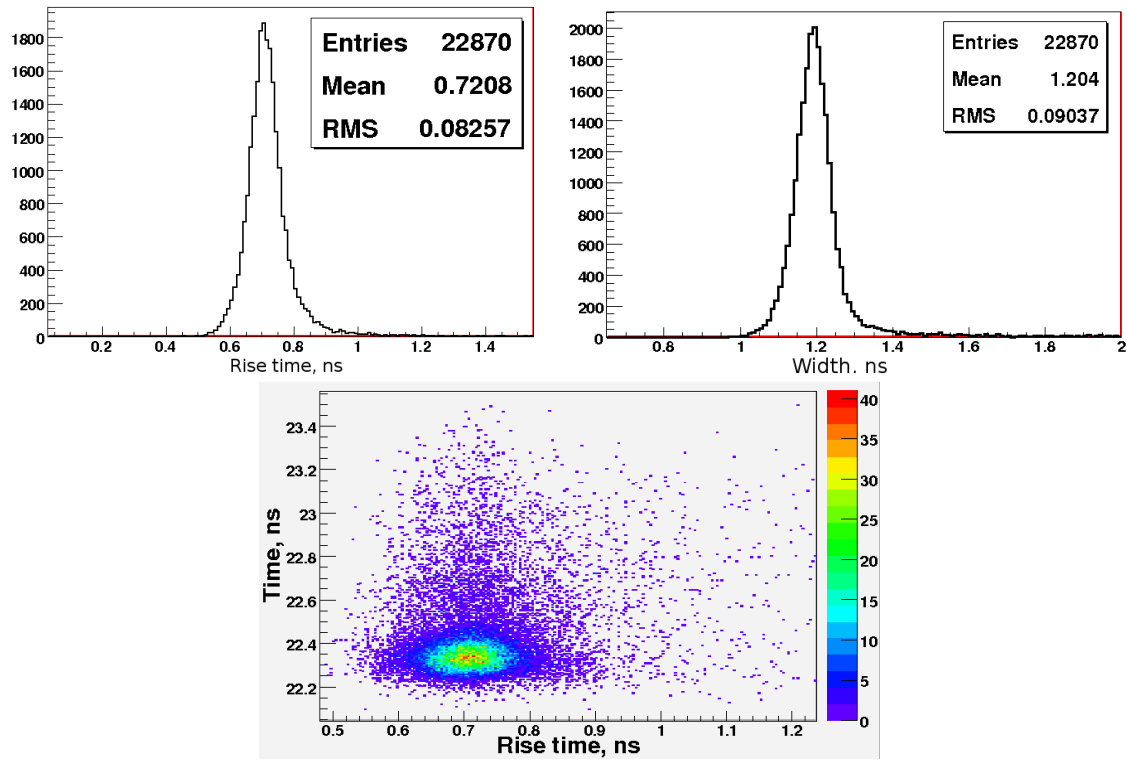 Entries 22870
Mean 0.7208
RMS 0.08257
1800
1600
1400
1200
1000
800
600
400
200
0
0.2 0.4 0.6 0.8 1 1.2 1.4
Rise time, ns
Entries 22870
Mean 1.204
RMS 0.09037
2000
1800
1600
1400
1200
1000
800
600
400
200
0
0.8 1 1.2 1.4 1.6 1.8 2
Width. ns
Time, ns
23.4
23.2
23
22.8
22.6
22.4
22.2
0.5 0.6 0.7 0.8 0.9 1 1.1 1.2
Rise time, ns
40
35
30
25
20
15
10
5
0